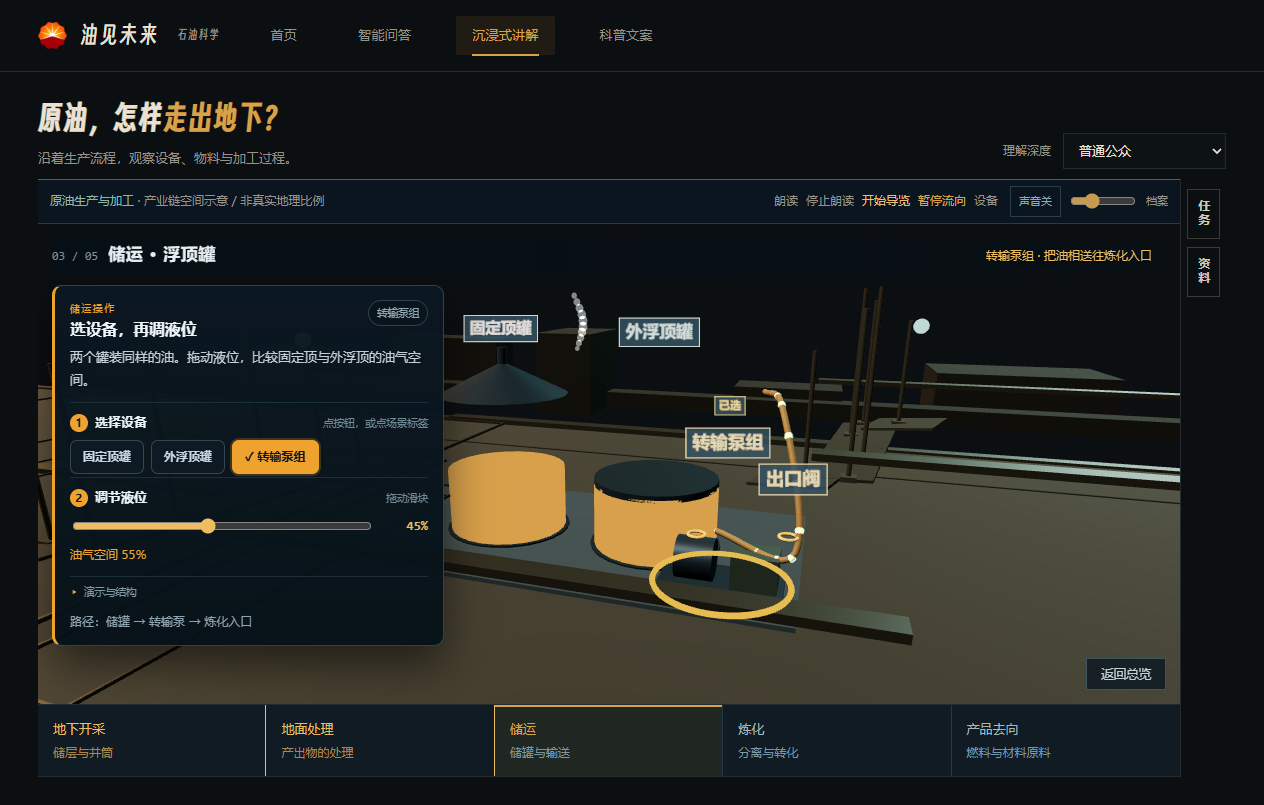 油见未来 石油科学 首页 智能问答 沉浸式讲解 科普文案
原油，怎样走出地下?
沿着生产流程，观察设备、物料与加工过程。
理解深度 普通公众
原油生产与加工 · 产业链空间示意 / 非真实地理比例
朗读 停止朗读 开始导览 暂停流向 设备 声音关 档案
任务
资料
03 / 05 储运 • 浮顶罐
转输泵组 · 把油相送往炼化入口
储运操作
转输泵组
选设备，再调液位
两个罐装同样的油。拖动液位，比较固定顶与外浮顶的油气空
间。
1 选择设备 点按钮，或点场景标签
固定顶罐 外浮顶罐 ✓ 转输泵组
2 调节液位 拖动滑块
45%
油气空间 55%
▸ 演示与结构
路径：储罐 → 转输泵 → 炼化入口
固定顶罐
外浮顶罐
已选
转输泵组
出口阀
返回总览
地下开采
储层与井筒
地面处理
产出物的处理
储运
储罐与输送
炼化
分离与转化
产品去向
燃料与材料原料